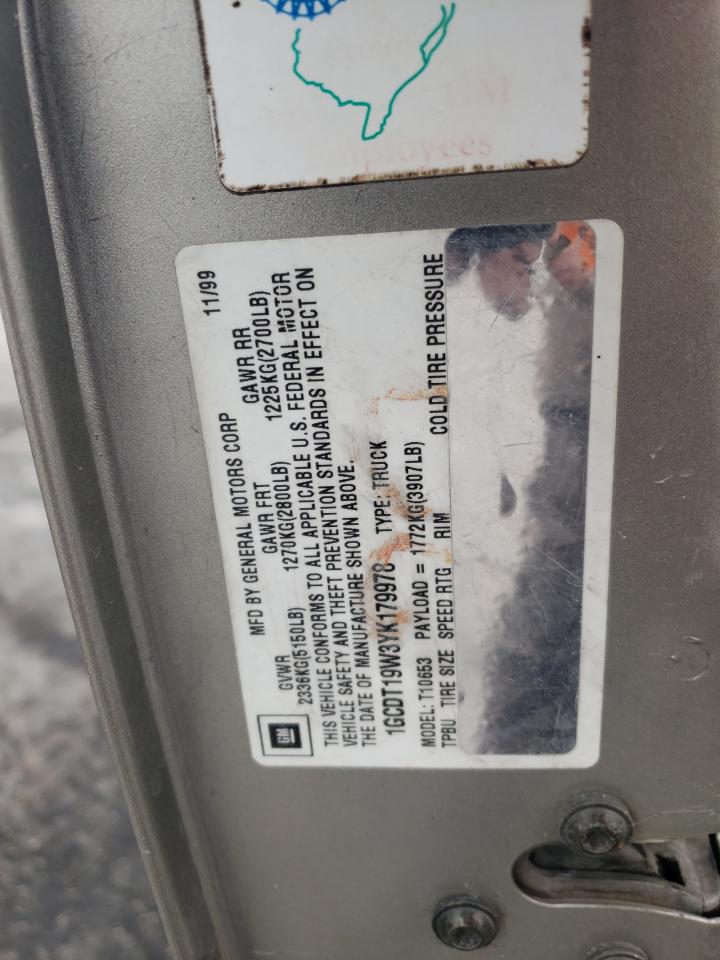 GM
Employees
11/99
MFD BY GENERAL MOTORS CORP
GVWR GAWR FRT GAWR RR
2336KG(5150LB) 1270KG(2800LB) 1225KG(2700LB)
THIS VEHICLE CONFORMS TO ALL APPLICABLE U.S. FEDERAL MOTOR
VEHICLE SAFETY AND THEFT PREVENTION STANDARDS IN EFFECT ON
THE DATE OF MANUFACTURE SHOWN ABOVE.
1GCDT19W3YK179978 TYPE: TRUCK
MODEL: T10653 PAYLOAD = 1772KG(3907LB)
TPBU TIRE SIZE SPEED RTG RIM COLD TIRE PRESSURE
GM